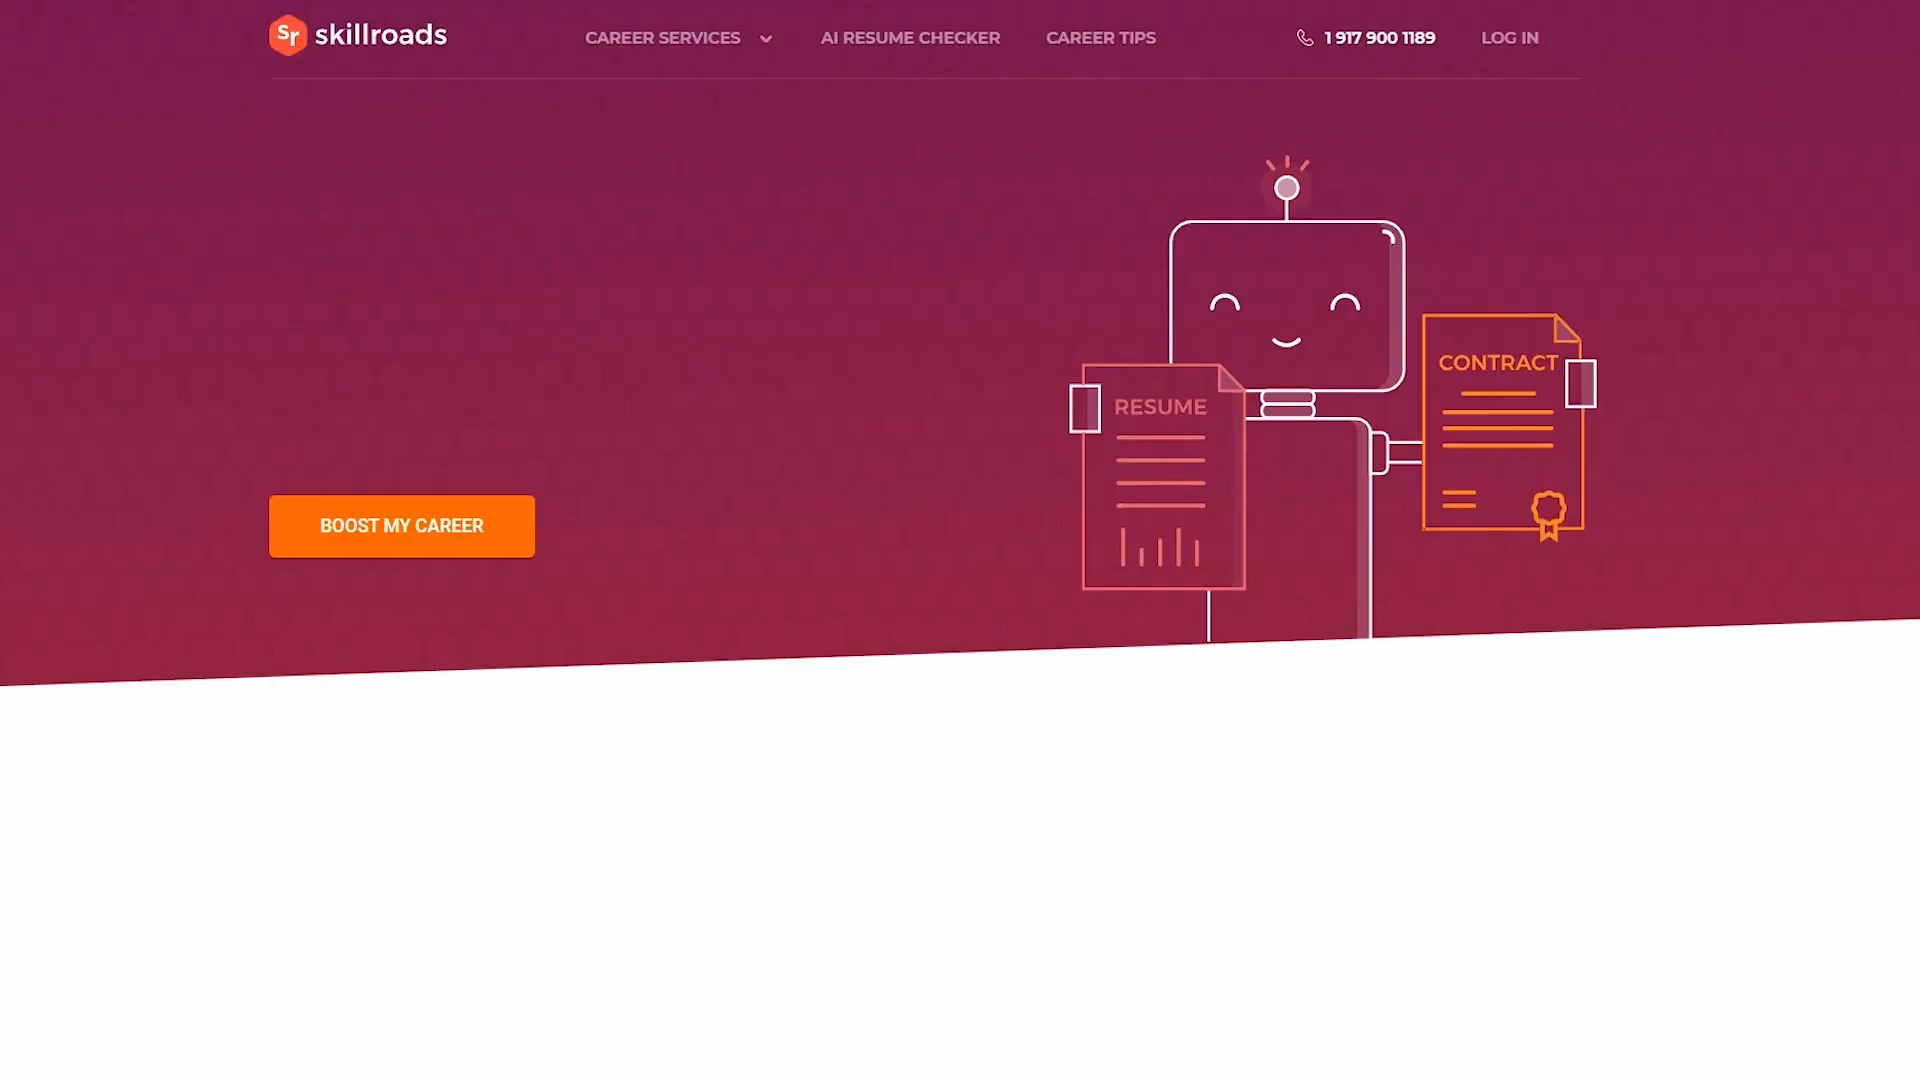 Sr skillroads
CAREER SERVICES
AI RESUME CHECKER
CAREER TIPS
1 917 900 1189
LOG IN
CONTRACT
RESUME
BOOST MY CAREER